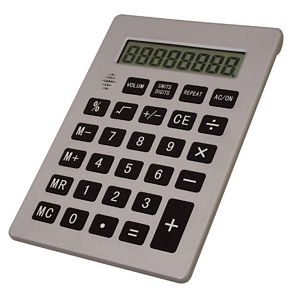 88888888.
VOLUM UNITS DIGITS REPEAT AC/ON
% √ +/− CE ÷
M- 7 8 9 ×
M+ 4 5 6 −
MR 1 2 3 +
MC 0 • =